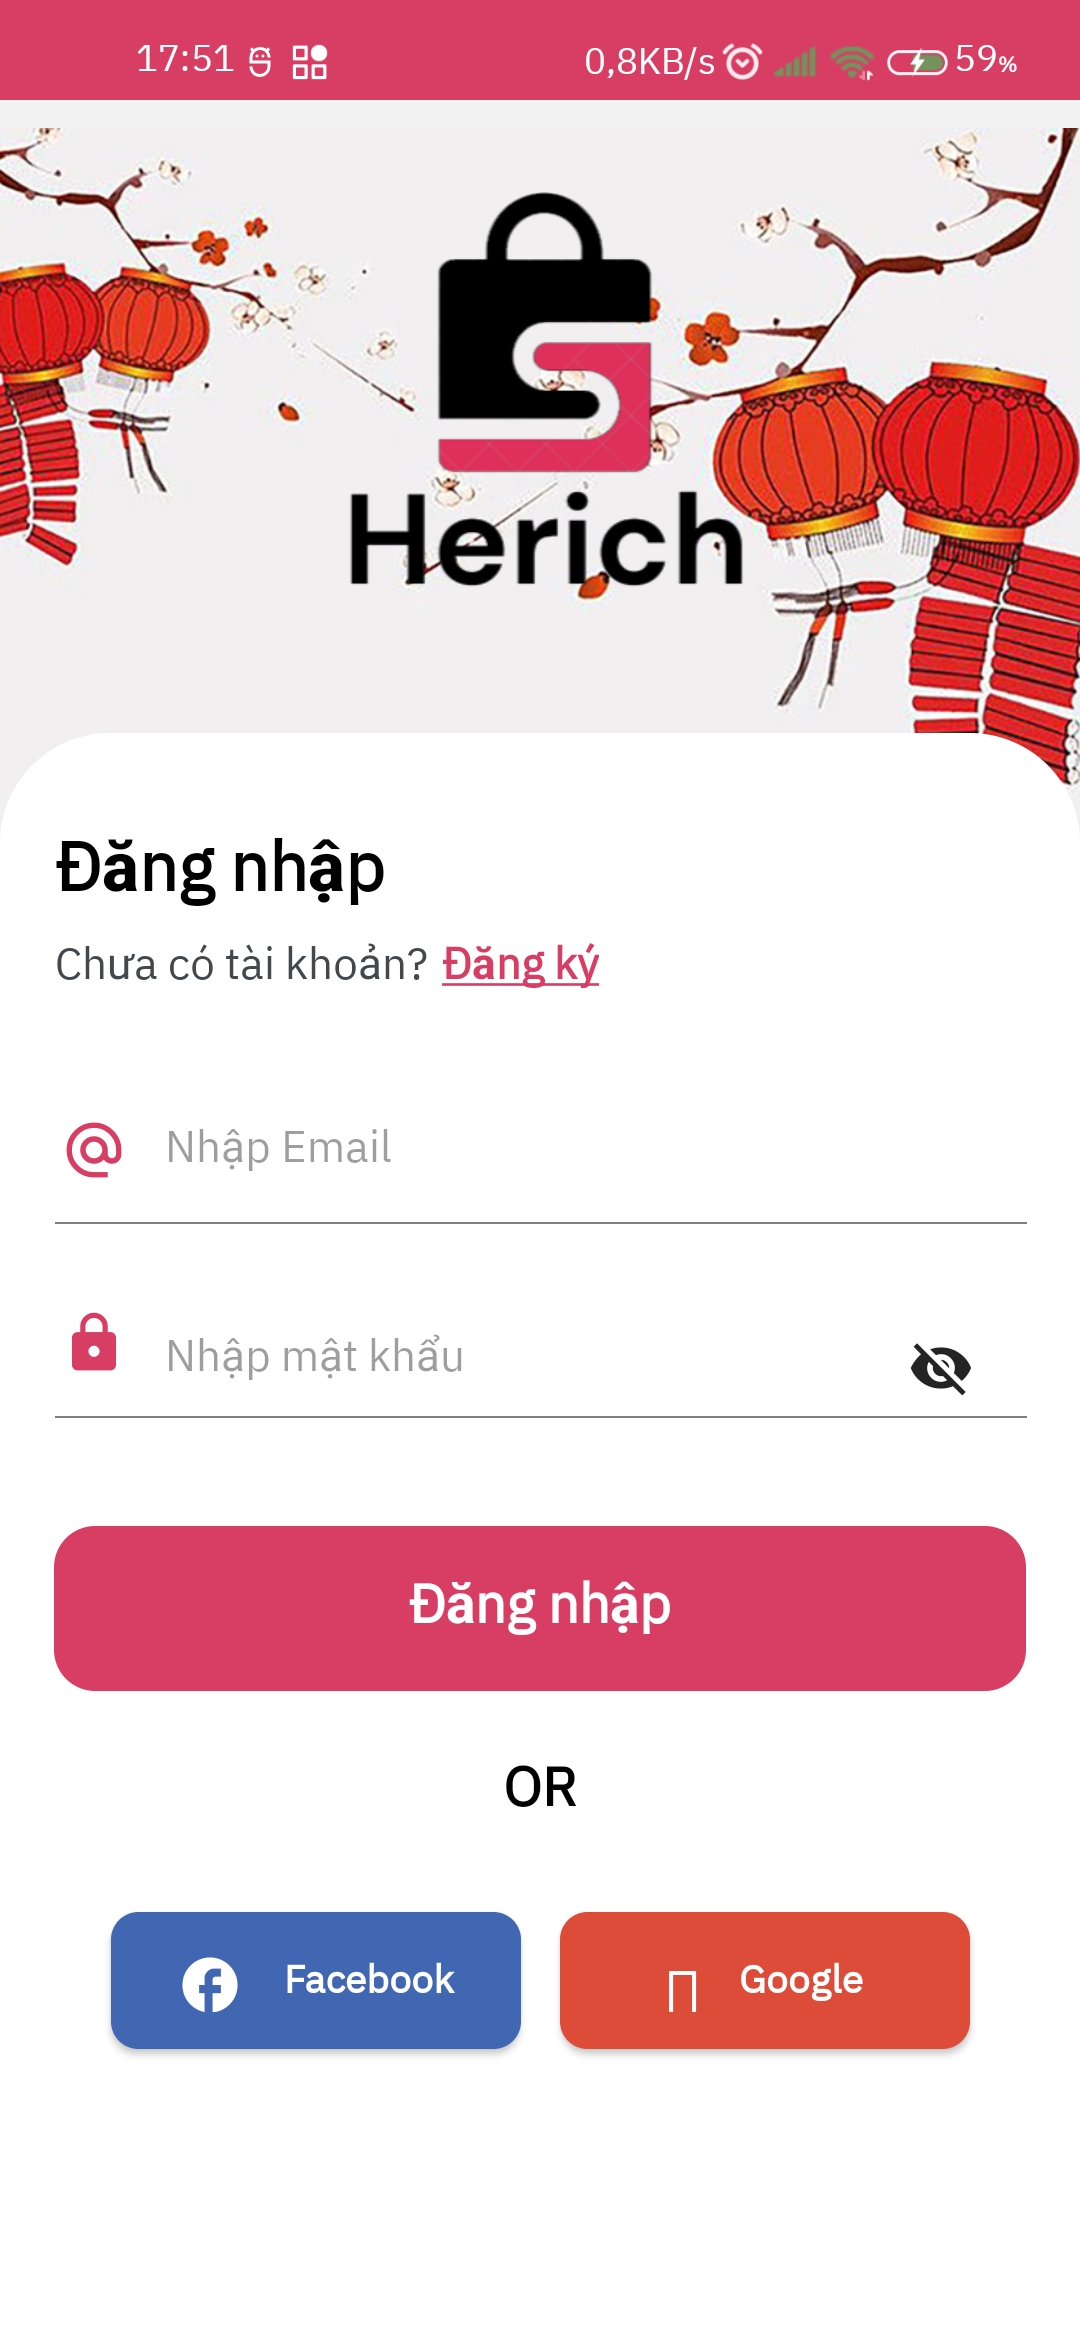 17:51 0,8KB/s 59%
Herich
Đăng nhập
Chưa có tài khoản? Đăng ký
Nhập Email
Nhập mật khẩu
Đăng nhập
OR
Facebook Google